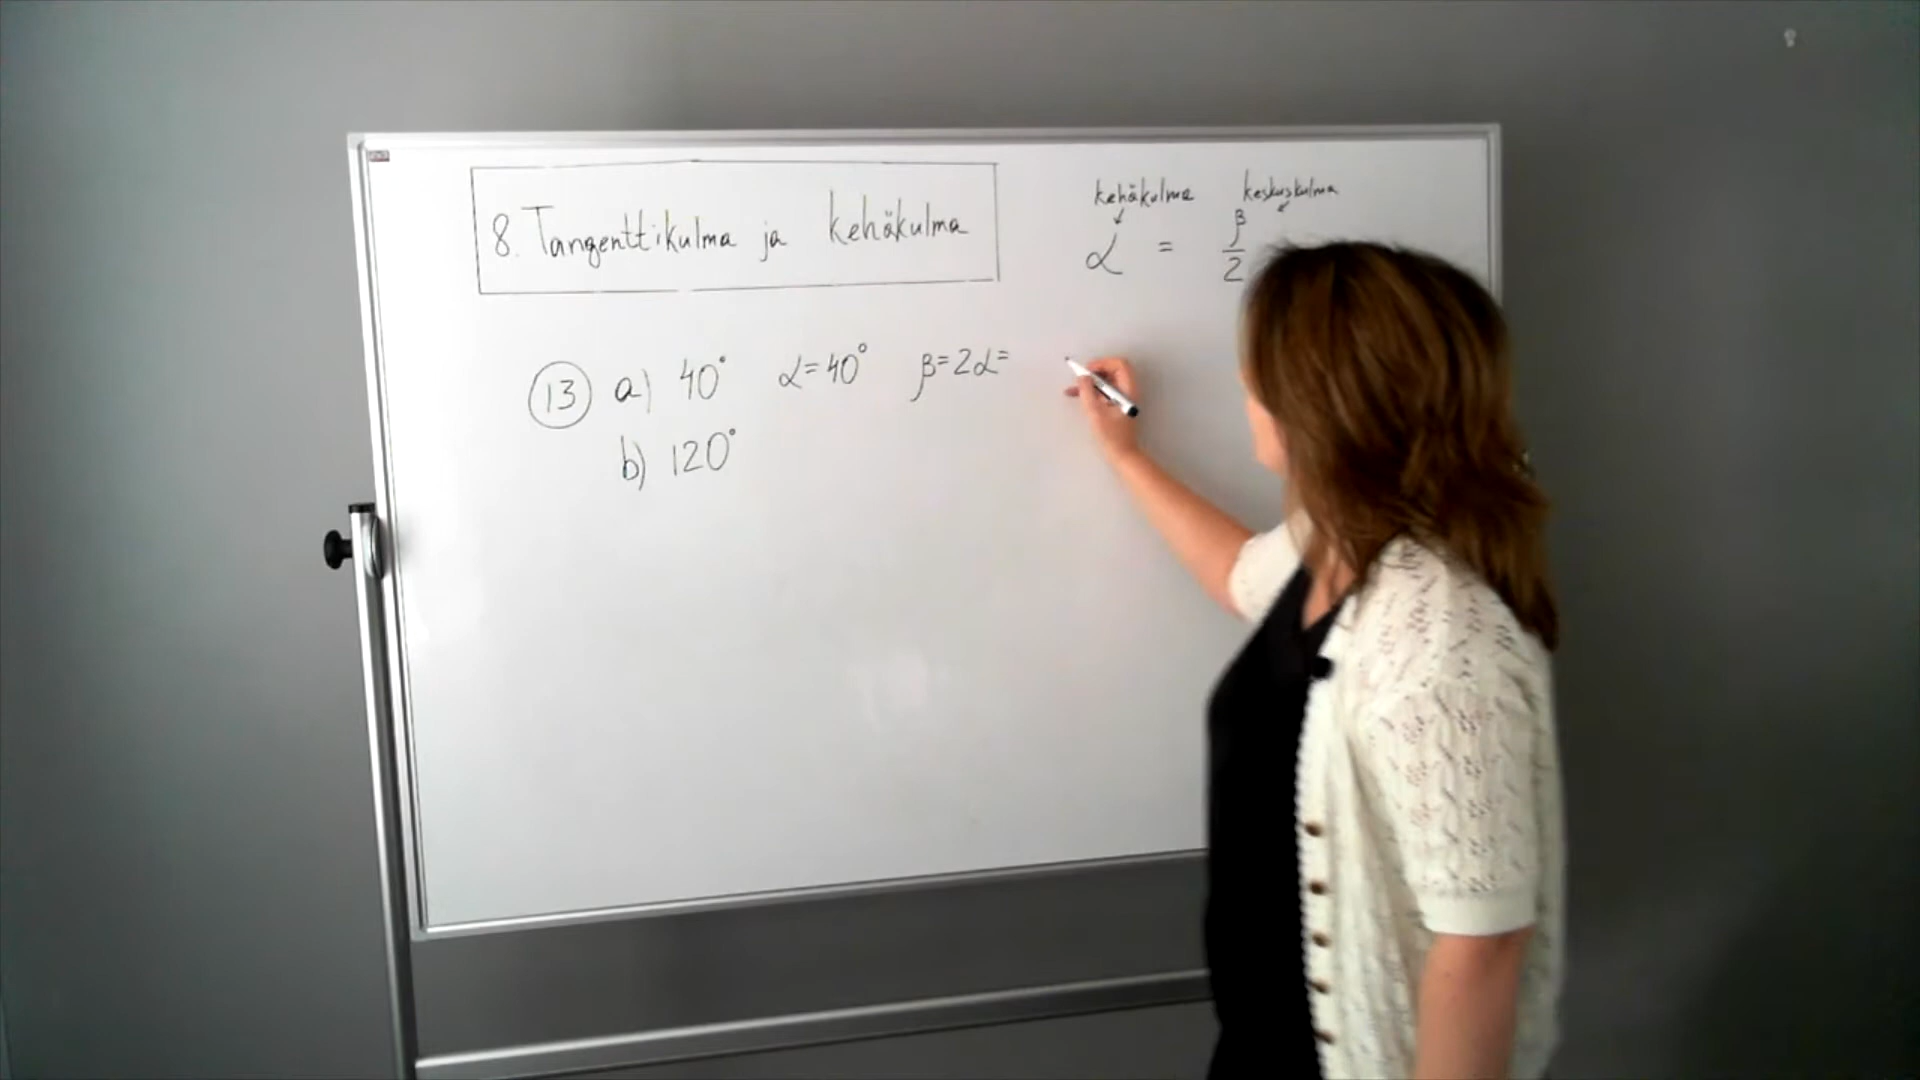 8. Tangenttikulma ja kehäkulma
kehäkulma keskuskulma
α = β/2
13 a) 40° α=40° β=2α=
b) 120°